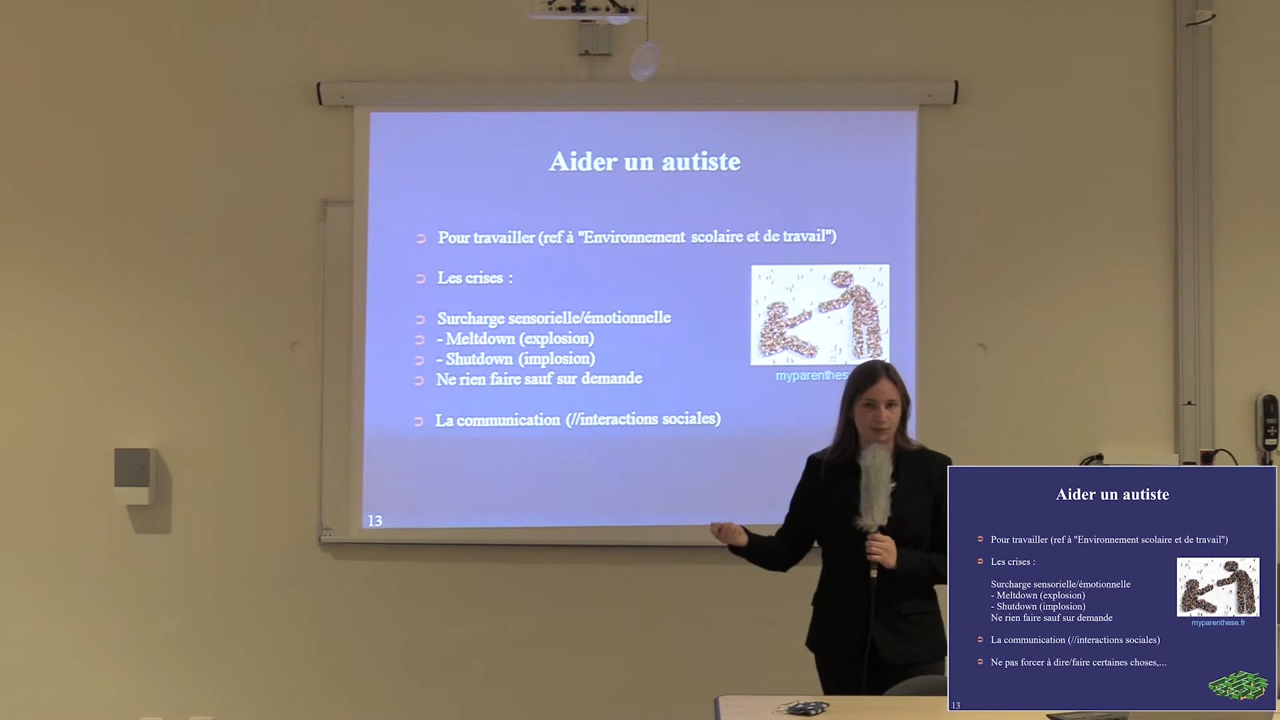 Aider un autiste
Pour travailler (ref à "Environnement scolaire et de travail")
Les crises :
Surcharge sensorielle/émotionnelle
- Meltdown (explosion)
- Shutdown (implosion)
Ne rien faire sauf sur demande
La communication (//interactions sociales)
myparenthese
13
Aider un autiste
Pour travailler (ref à "Environnement scolaire et de travail")
Les crises :
Surcharge sensorielle/émotionnelle
- Meltdown (explosion)
- Shutdown (implosion)
Ne rien faire sauf sur demande
La communication (//interactions sociales)
Ne pas forcer à dire/faire certaines choses,...
myparenthese.fr
13